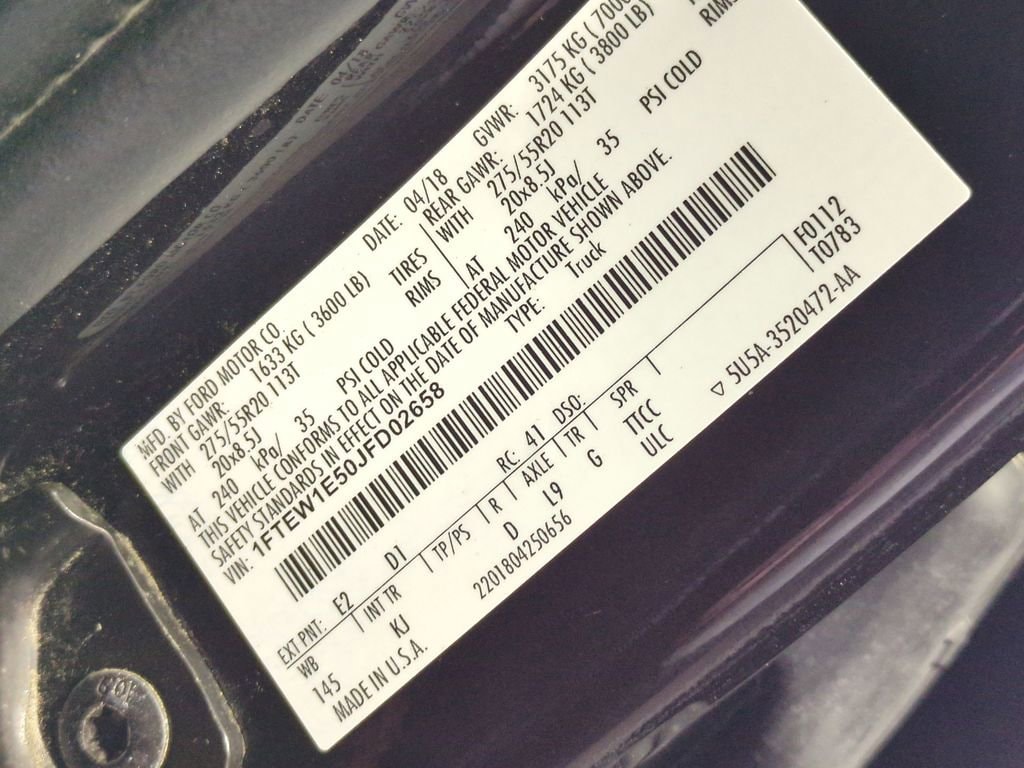 MFD. BY FORD MOTOR CO.
DATE: 04/18 GVWR: 3175 KG ( 7000
FRONT GAWR: 1633 KG ( 3600 LB) REAR GAWR: 1724 KG ( 3800 LB)
WITH 275/55R20 113T TIRES WITH 275/55R20 113T
20x8.5J RIMS 20x8.5J RIMS
AT 240 kPa/ 35 PSI COLD AT 240 kPa/ 35 PSI COLD
THIS VEHICLE CONFORMS TO ALL APPLICABLE FEDERAL MOTOR VEHICLE
SAFETY STANDARDS IN EFFECT ON THE DATE OF MANUFACTURE SHOWN ABOVE.
VIN: 1FTEW1E50JFD02658 TYPE: Truck
F0112
T0783
EXT PNT: E2 D1 RC: 41 DSO:
WB INT TR TP/PS R AXLE TR SPR
145 KJ D L9 G TTCC
ULC
MADE IN U.S.A. 220180425 0656 ▽ 5U5A-3520472-AA